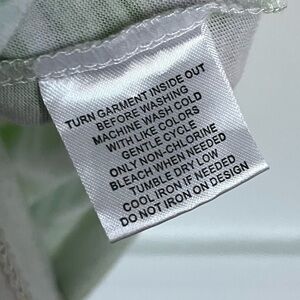 TURN GARMENT INSIDE OUT
BEFORE WASHING
MACHINE WASH COLD
WITH LIKE COLORS
GENTLE CYCLE
ONLY NON-CHLORINE
BLEACH WHEN NEEDED
TUMBLE DRY LOW
COOL IRON IF NEEDED
DO NOT IRON ON DESIGN